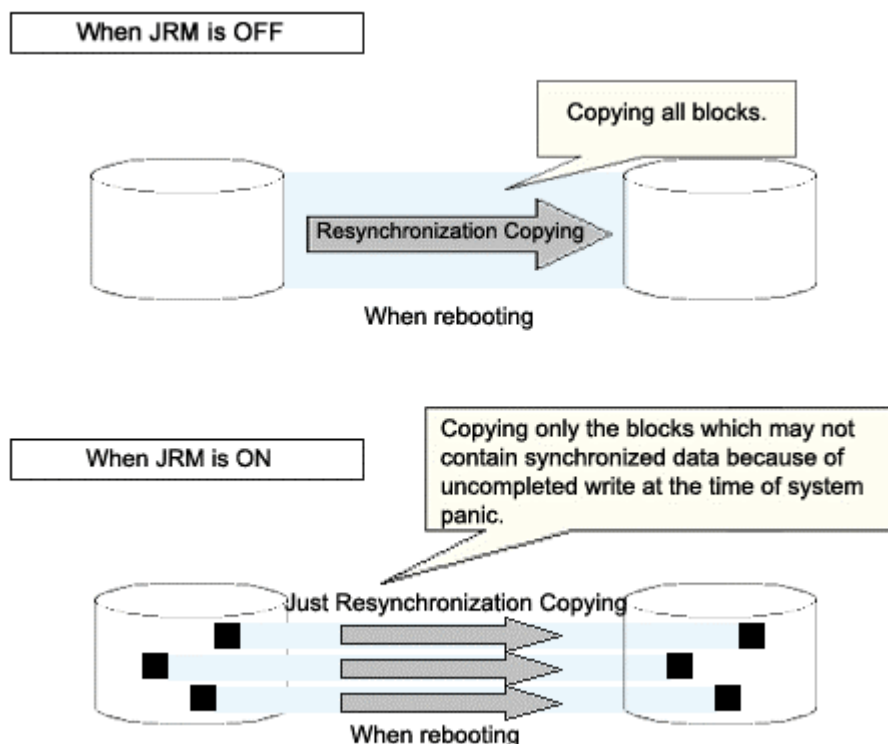 When JRM is OFF
Copying all blocks.
Resynchronization Copying
When rebooting
When JRM is ON
Copying only the blocks which may not
contain synchronized data because of
uncompleted write at the time of system
panic.
Just Resynchronization Copying
When rebooting